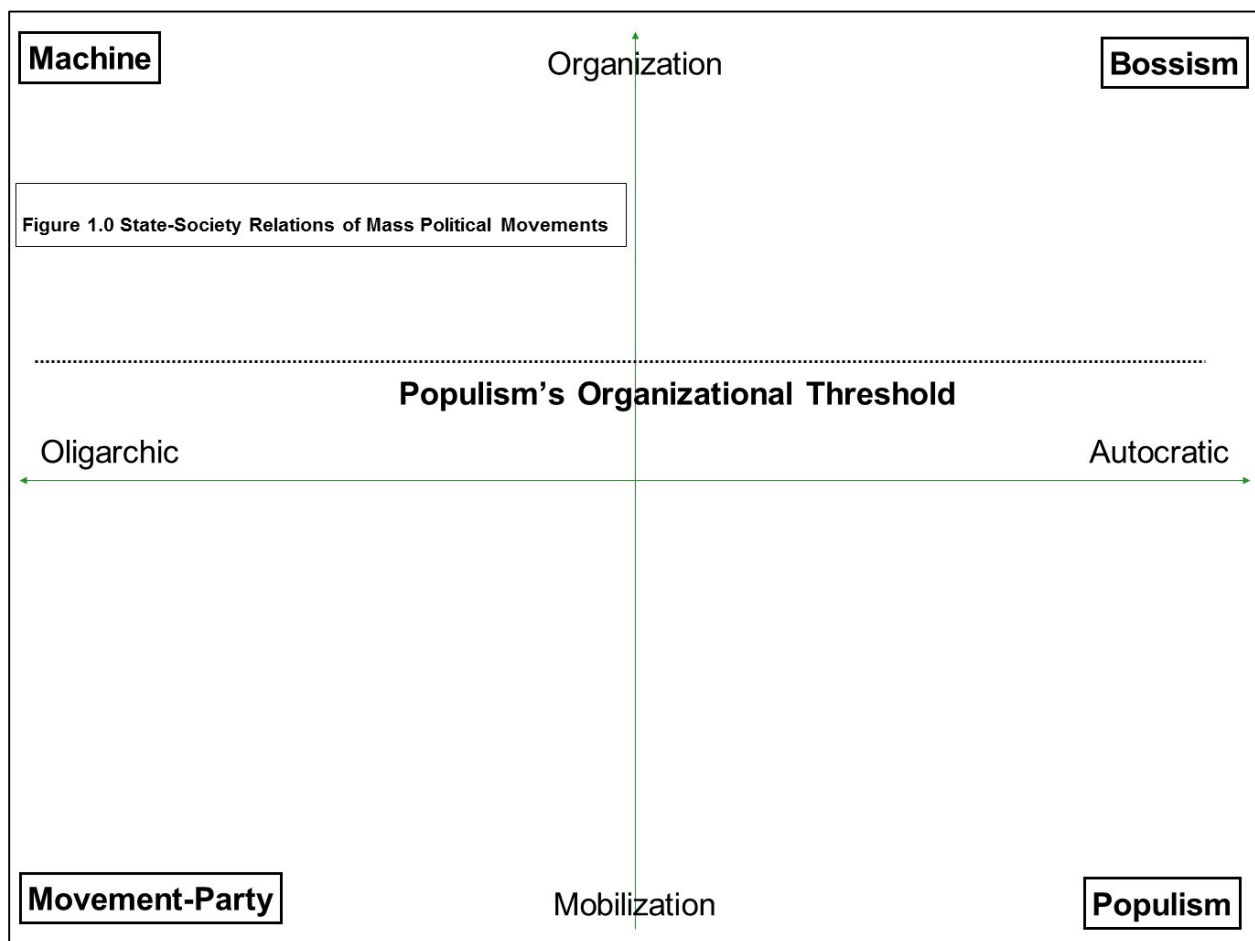 Machine
Organization
Bossism
Figure 1.0 State-Society Relations of Mass Political Movements
Populism's Organizational Threshold
Oligarchic
Autocratic
Movement-Party
Mobilization
Populism